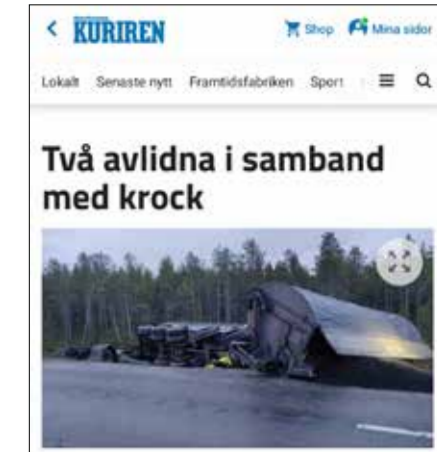 KURIREN
Shop
Mina sidor
Lokalt Senaste nytt Framtidsfabriken Sport
Två avlidna i samband
med krock